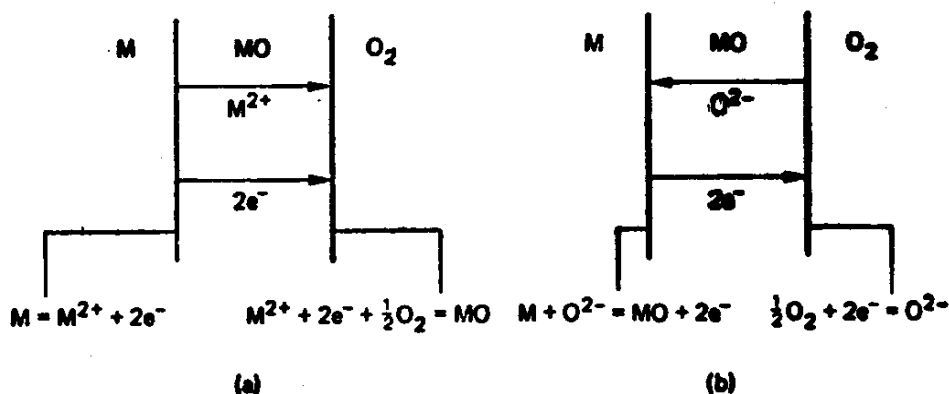 M MO O₂ M MO O₂
M²⁺ O²⁻
2e⁻ 2e⁻
M = M²⁺ + 2e⁻ M²⁺ + 2e⁻ + ½O₂ = MO M + O²⁻ = MO + 2e⁻ ½O₂ + 2e⁻ = O²⁻
(a) (b)